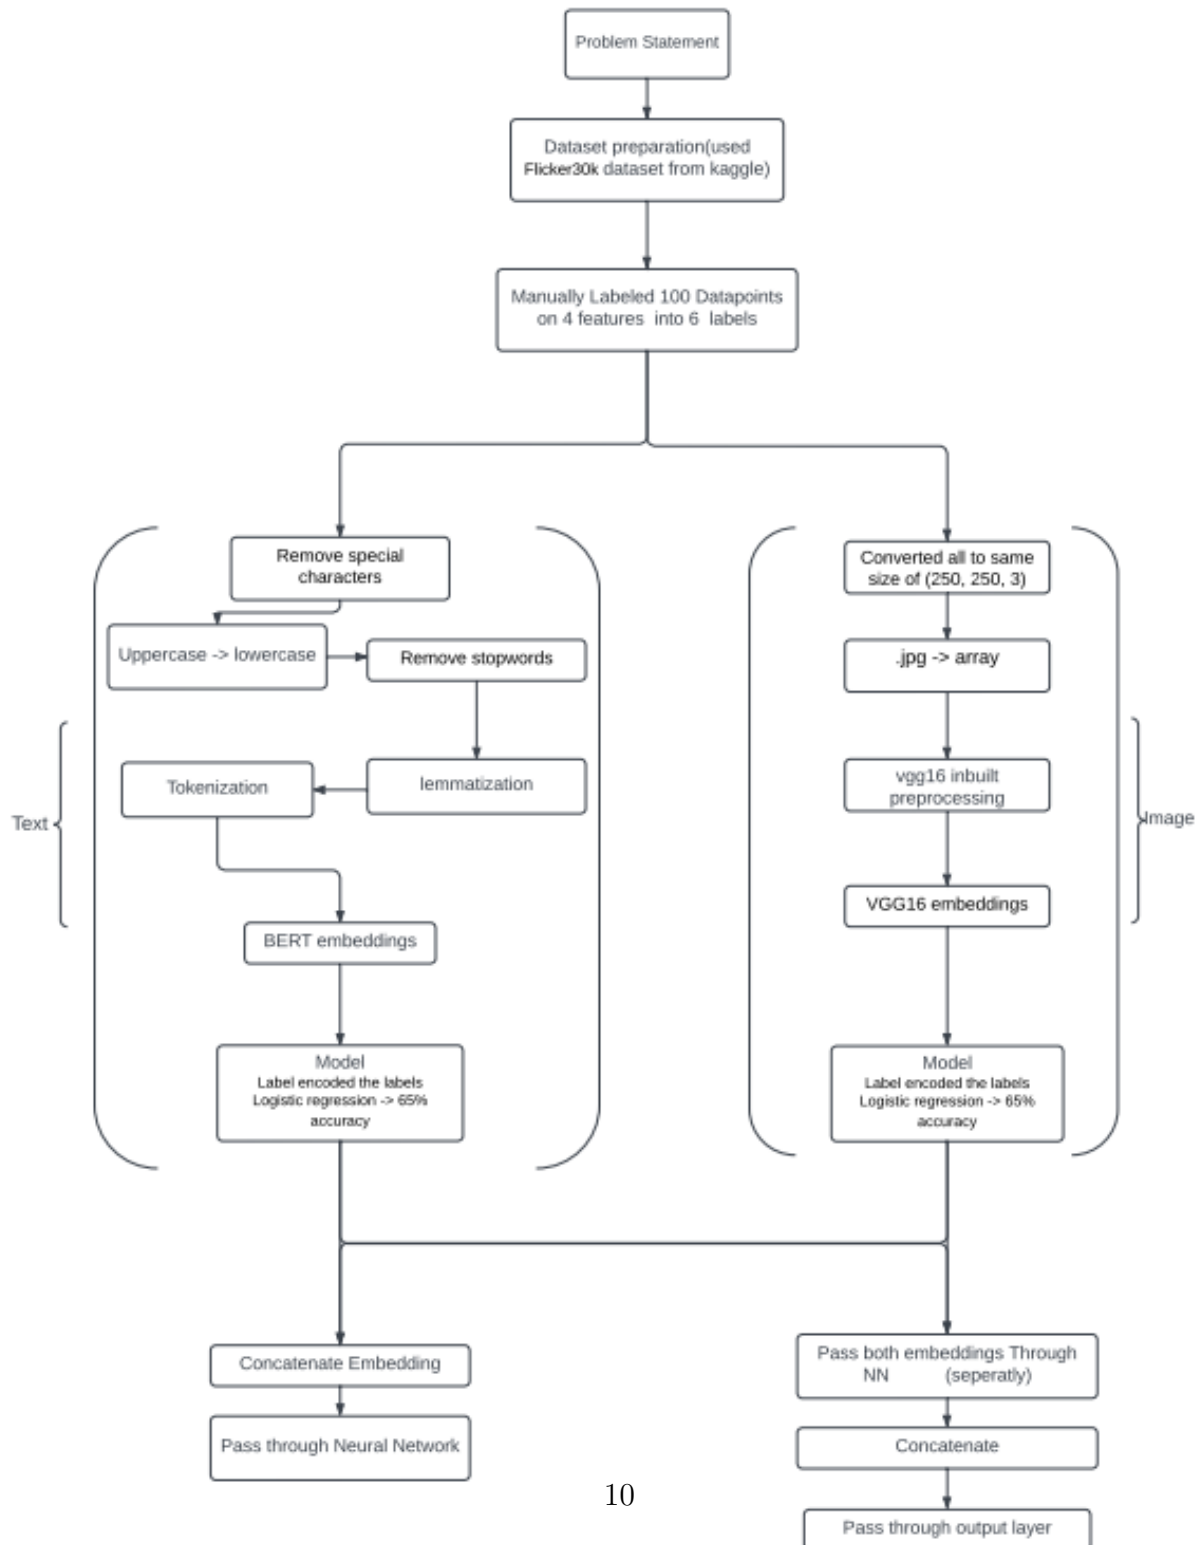 Problem Statement
Dataset preparation(used
Flicker30k dataset from kaggle)
Manually Labeled 100 Datapoints
on 4 features into 6 labels
Text
Remove special
characters
Uppercase -> lowercase
Remove stopwords
lemmatization
Tokenization
BERT embeddings
Model
Label encoded the labels
Logistic regression -> 65%
accuracy
Converted all to same
size of (250, 250, 3)
.jpg -> array
vgg16 inbuilt
preprocessing
VGG16 embeddings
Model
Label encoded the labels
Logistic regression -> 65%
accuracy
Image
Concatenate Embedding
Pass through Neural Network
Pass both embeddings Through
NN (seperatly)
Concatenate
Pass through output layer
10